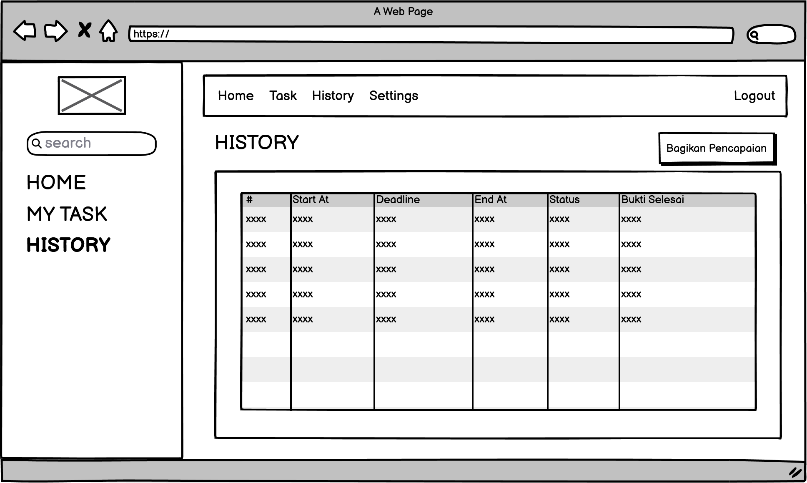 A Web Page
https://
search
HOME
MY TASK
HISTORY
Home Task History Settings Logout
HISTORY
Bagikan Pencapaian
# Start At Deadline End At Status Bukti Selesai
xxxx xxxx xxxx xxxx xxxx xxxx
xxxx xxxx xxxx xxxx xxxx xxxx
xxxx xxxx xxxx xxxx xxxx xxxx
xxxx xxxx xxxx xxxx xxxx xxxx
xxxx xxxx xxxx xxxx xxxx xxxx